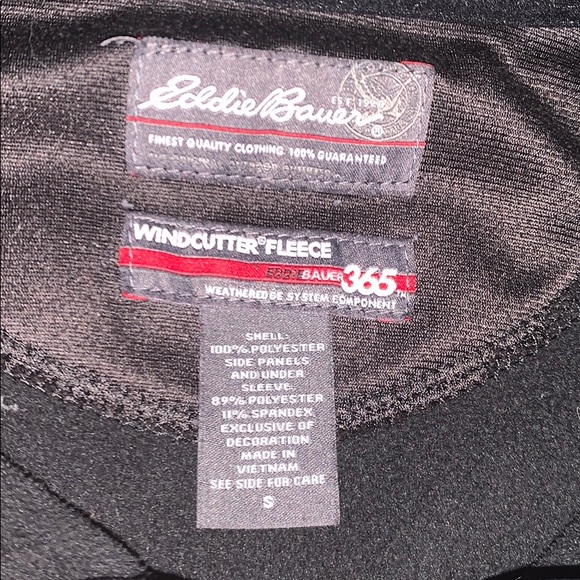 Eddie Bauer
EST. 1920
®
FINEST QUALITY CLOTHING, 100% GUARANTEED
WINDCUTTER® FLEECE
EDDIE BAUER 365 TM
WEATHEREDGE SYSTEM COMPONENT
SHELL:
100% POLYESTER
SIDE PANELS
AND UNDER
SLEEVE:
89% POLYESTER
11% SPANDEX
EXCLUSIVE OF
DECORATION
MADE IN
VIETNAM
SEE SIDE FOR CARE
S